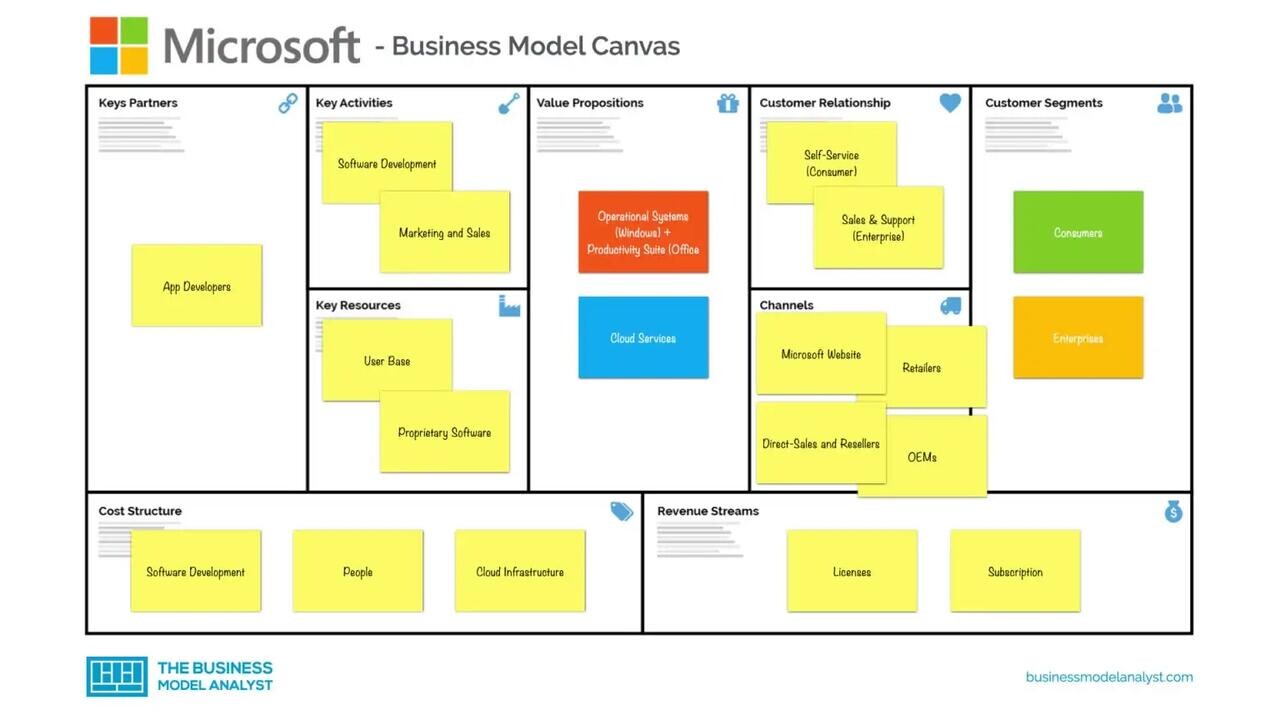 Microsoft - Business Model Canvas
Keys Partners
App Developers
Key Activities
Software Development
Marketing and Sales
Key Resources
User Base
Proprietary Software
Value Propositions
Operational Systems
(Windows) +
Productivity Suite (Office
Cloud Services
Customer Relationship
Self-Service
(Consumer)
Sales & Support
(Enterprise)
Channels
Microsoft Website
Retailers
Direct-Sales and Resellers
OEMs
Customer Segments
Consumers
Enterprises
Cost Structure
Software Development
People
Cloud Infrastructure
Revenue Streams
$
Licenses
Subscription
THE BUSINESS
MODEL ANALYST
businessmodelanalyst.com